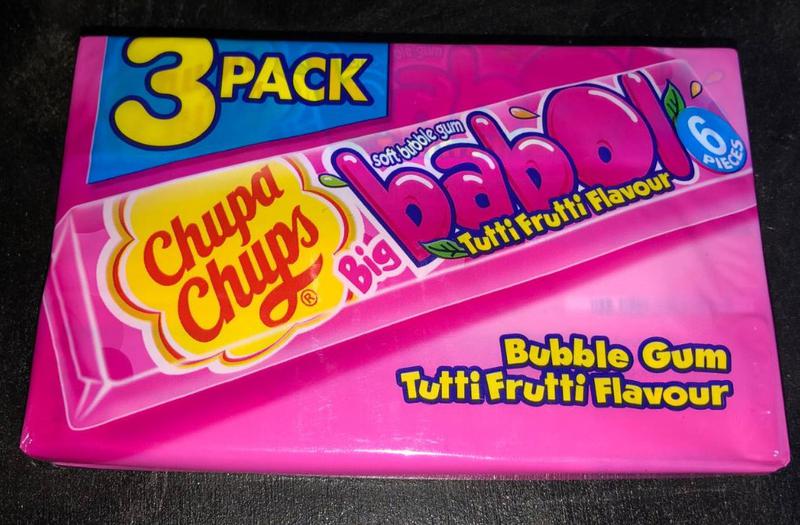 3 PACK
soft bubble gum
Big babol
Tutti Frutti Flavour
6
PIECES
Chupa
Chups®
Bubble Gum
Tutti Frutti Flavour